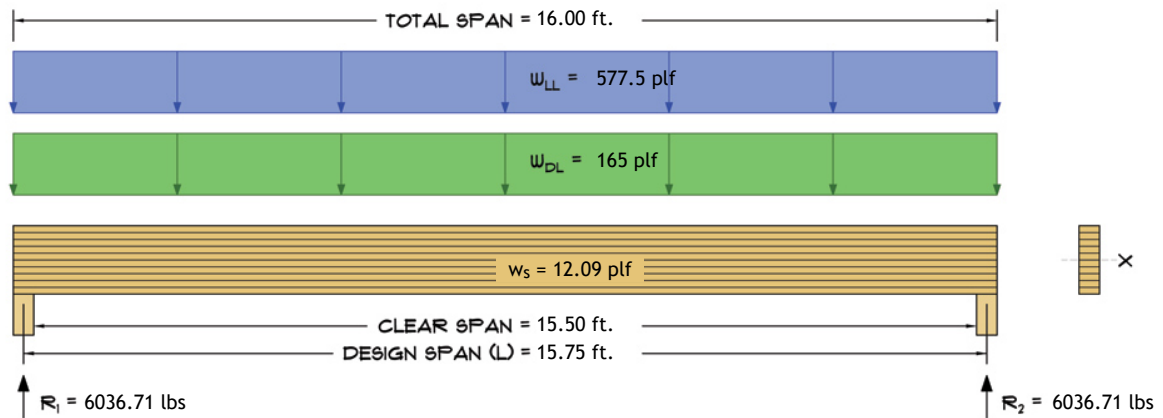 TOTAL SPAN = 16.00 ft.
wLL = 577.5 plf
wDL = 165 plf
ws = 12.09 plf
X
CLEAR SPAN = 15.50 ft.
DESIGN SPAN (L) = 15.75 ft.
R1 = 6036.71 lbs
R2 = 6036.71 lbs